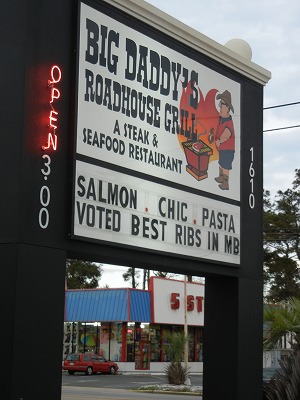 BIG DADDY'S
ROADHOUSE GRILL
A STEAK &
SEAFOOD RESTAURANT
OPEN
3:00
1610
SALMON . CHIC . PASTA
VOTED BEST RIBS IN MB
5 ST